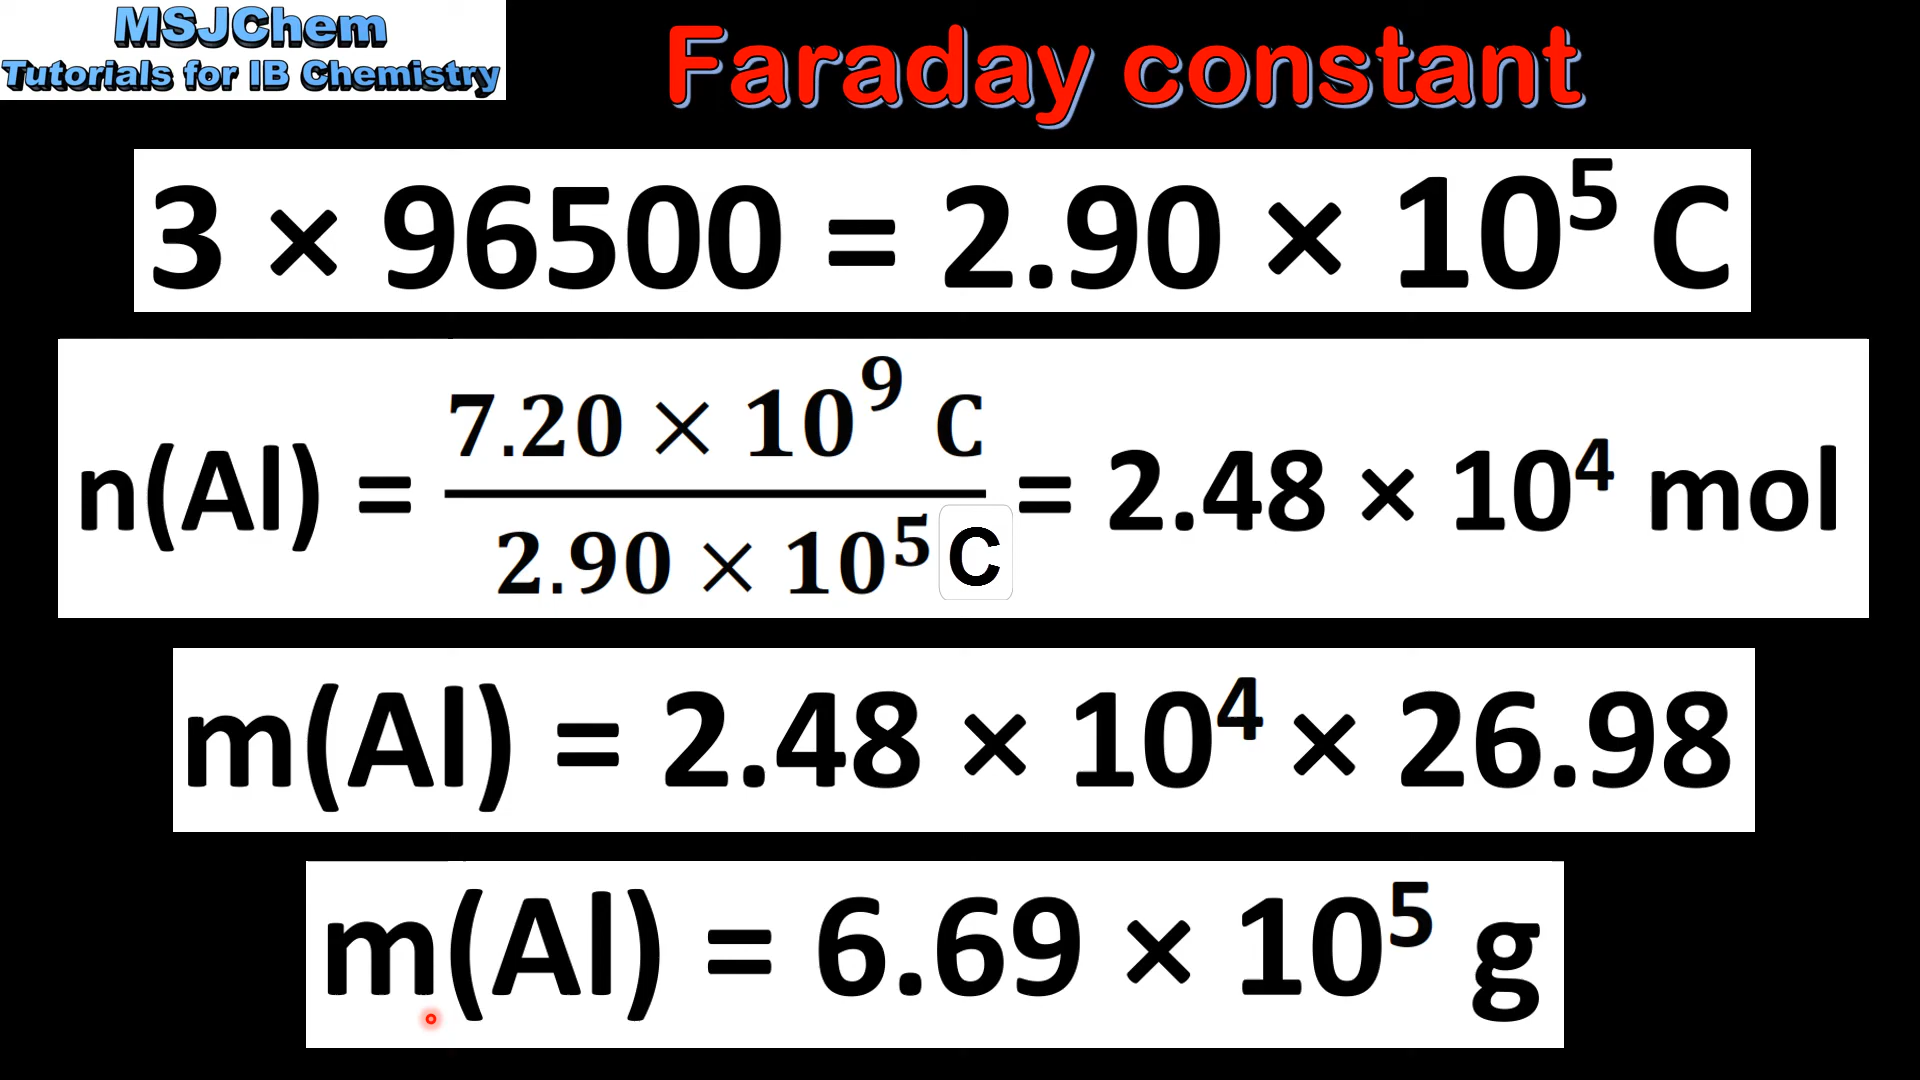 MSJChem
Tutorials for IB Chemistry
Faraday constant
3 × 96500 = 2.90 × 10⁵ C
n(Al) = 7.20 × 10⁹ C / 2.90 × 10⁵ C = 2.48 × 10⁴ mol
m(Al) = 2.48 × 10⁴ × 26.98
m(Al) = 6.69 × 10⁵ g